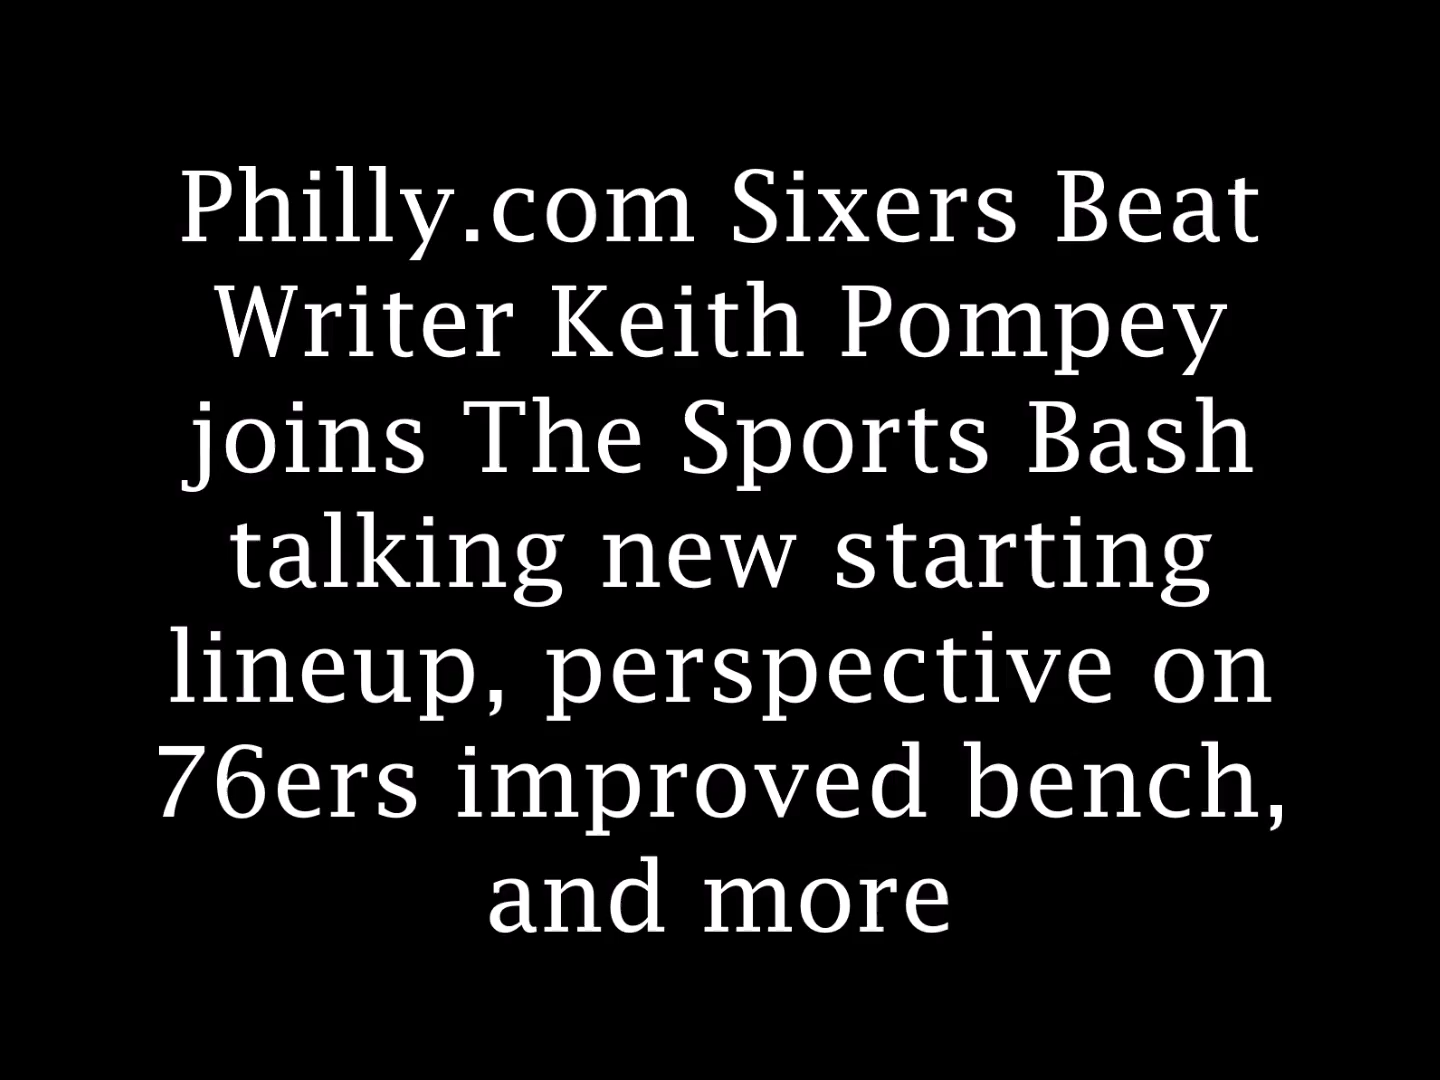 Philly.com Sixers Beat
Writer Keith Pompey
joins The Sports Bash
talking new starting
lineup, perspective on
76ers improved bench,
and more